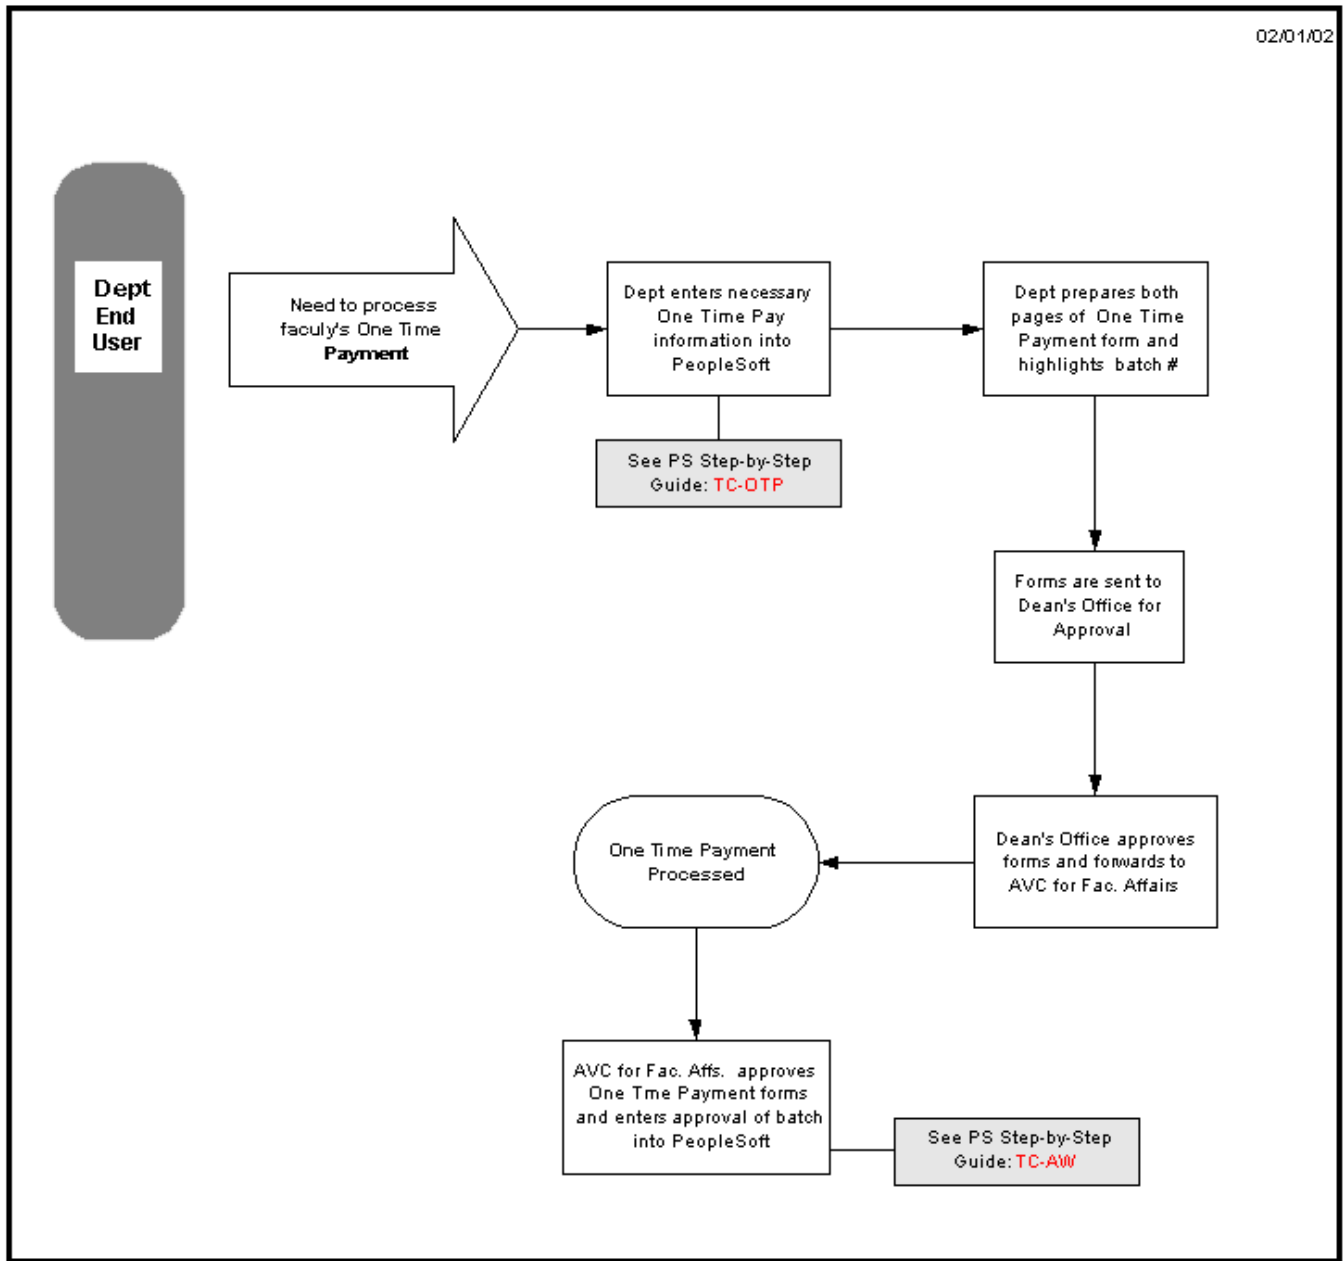 02/01/02
Dept
End
User
Need to process
faculy's One Time
Payment
Dept enters necessary
One Time Pay
information into
PeopleSoft
Dept prepares both
pages of One Time
Payment form and
highlights batch #
See PS Step-by-Step
Guide: TC-OTP
Forms are sent to
Dean's Office for
Approval
Dean's Office approves
forms and forwards to
AVC for Fac. Affairs
One Time Payment
Processed
AVC for Fac. Affs. approves
One Tme Payment forms
and enters approval of batch
into PeopleSoft
See PS Step-by-Step
Guide: TC-AW